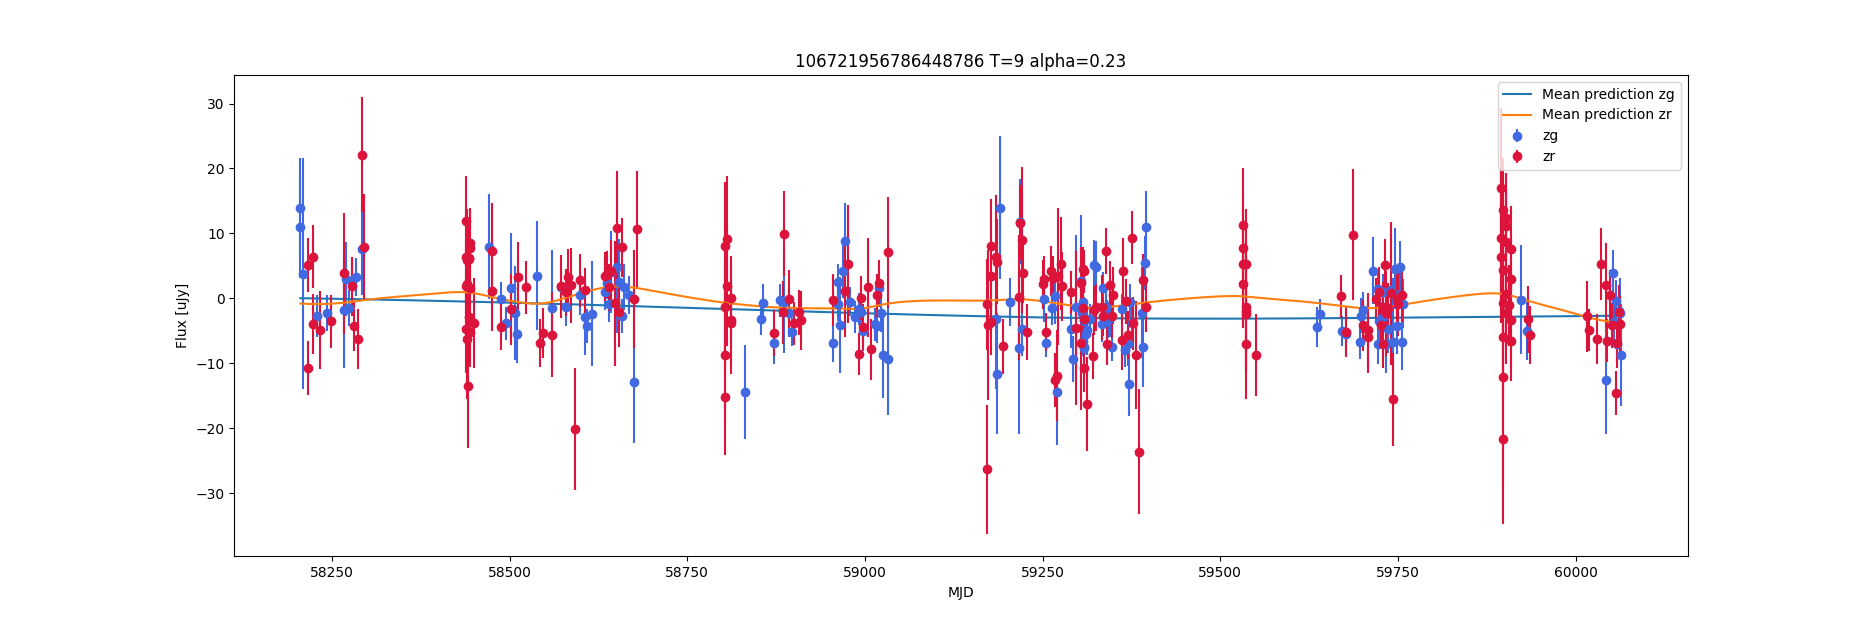 106721956786448786 T=9 alpha=0.23
Flux [uJy]
30
20
10
0
−10
−20
−30
Mean prediction zg
Mean prediction zr
zg
zr
58250 58500 58750 59000 59250 59500 59750 60000
MJD